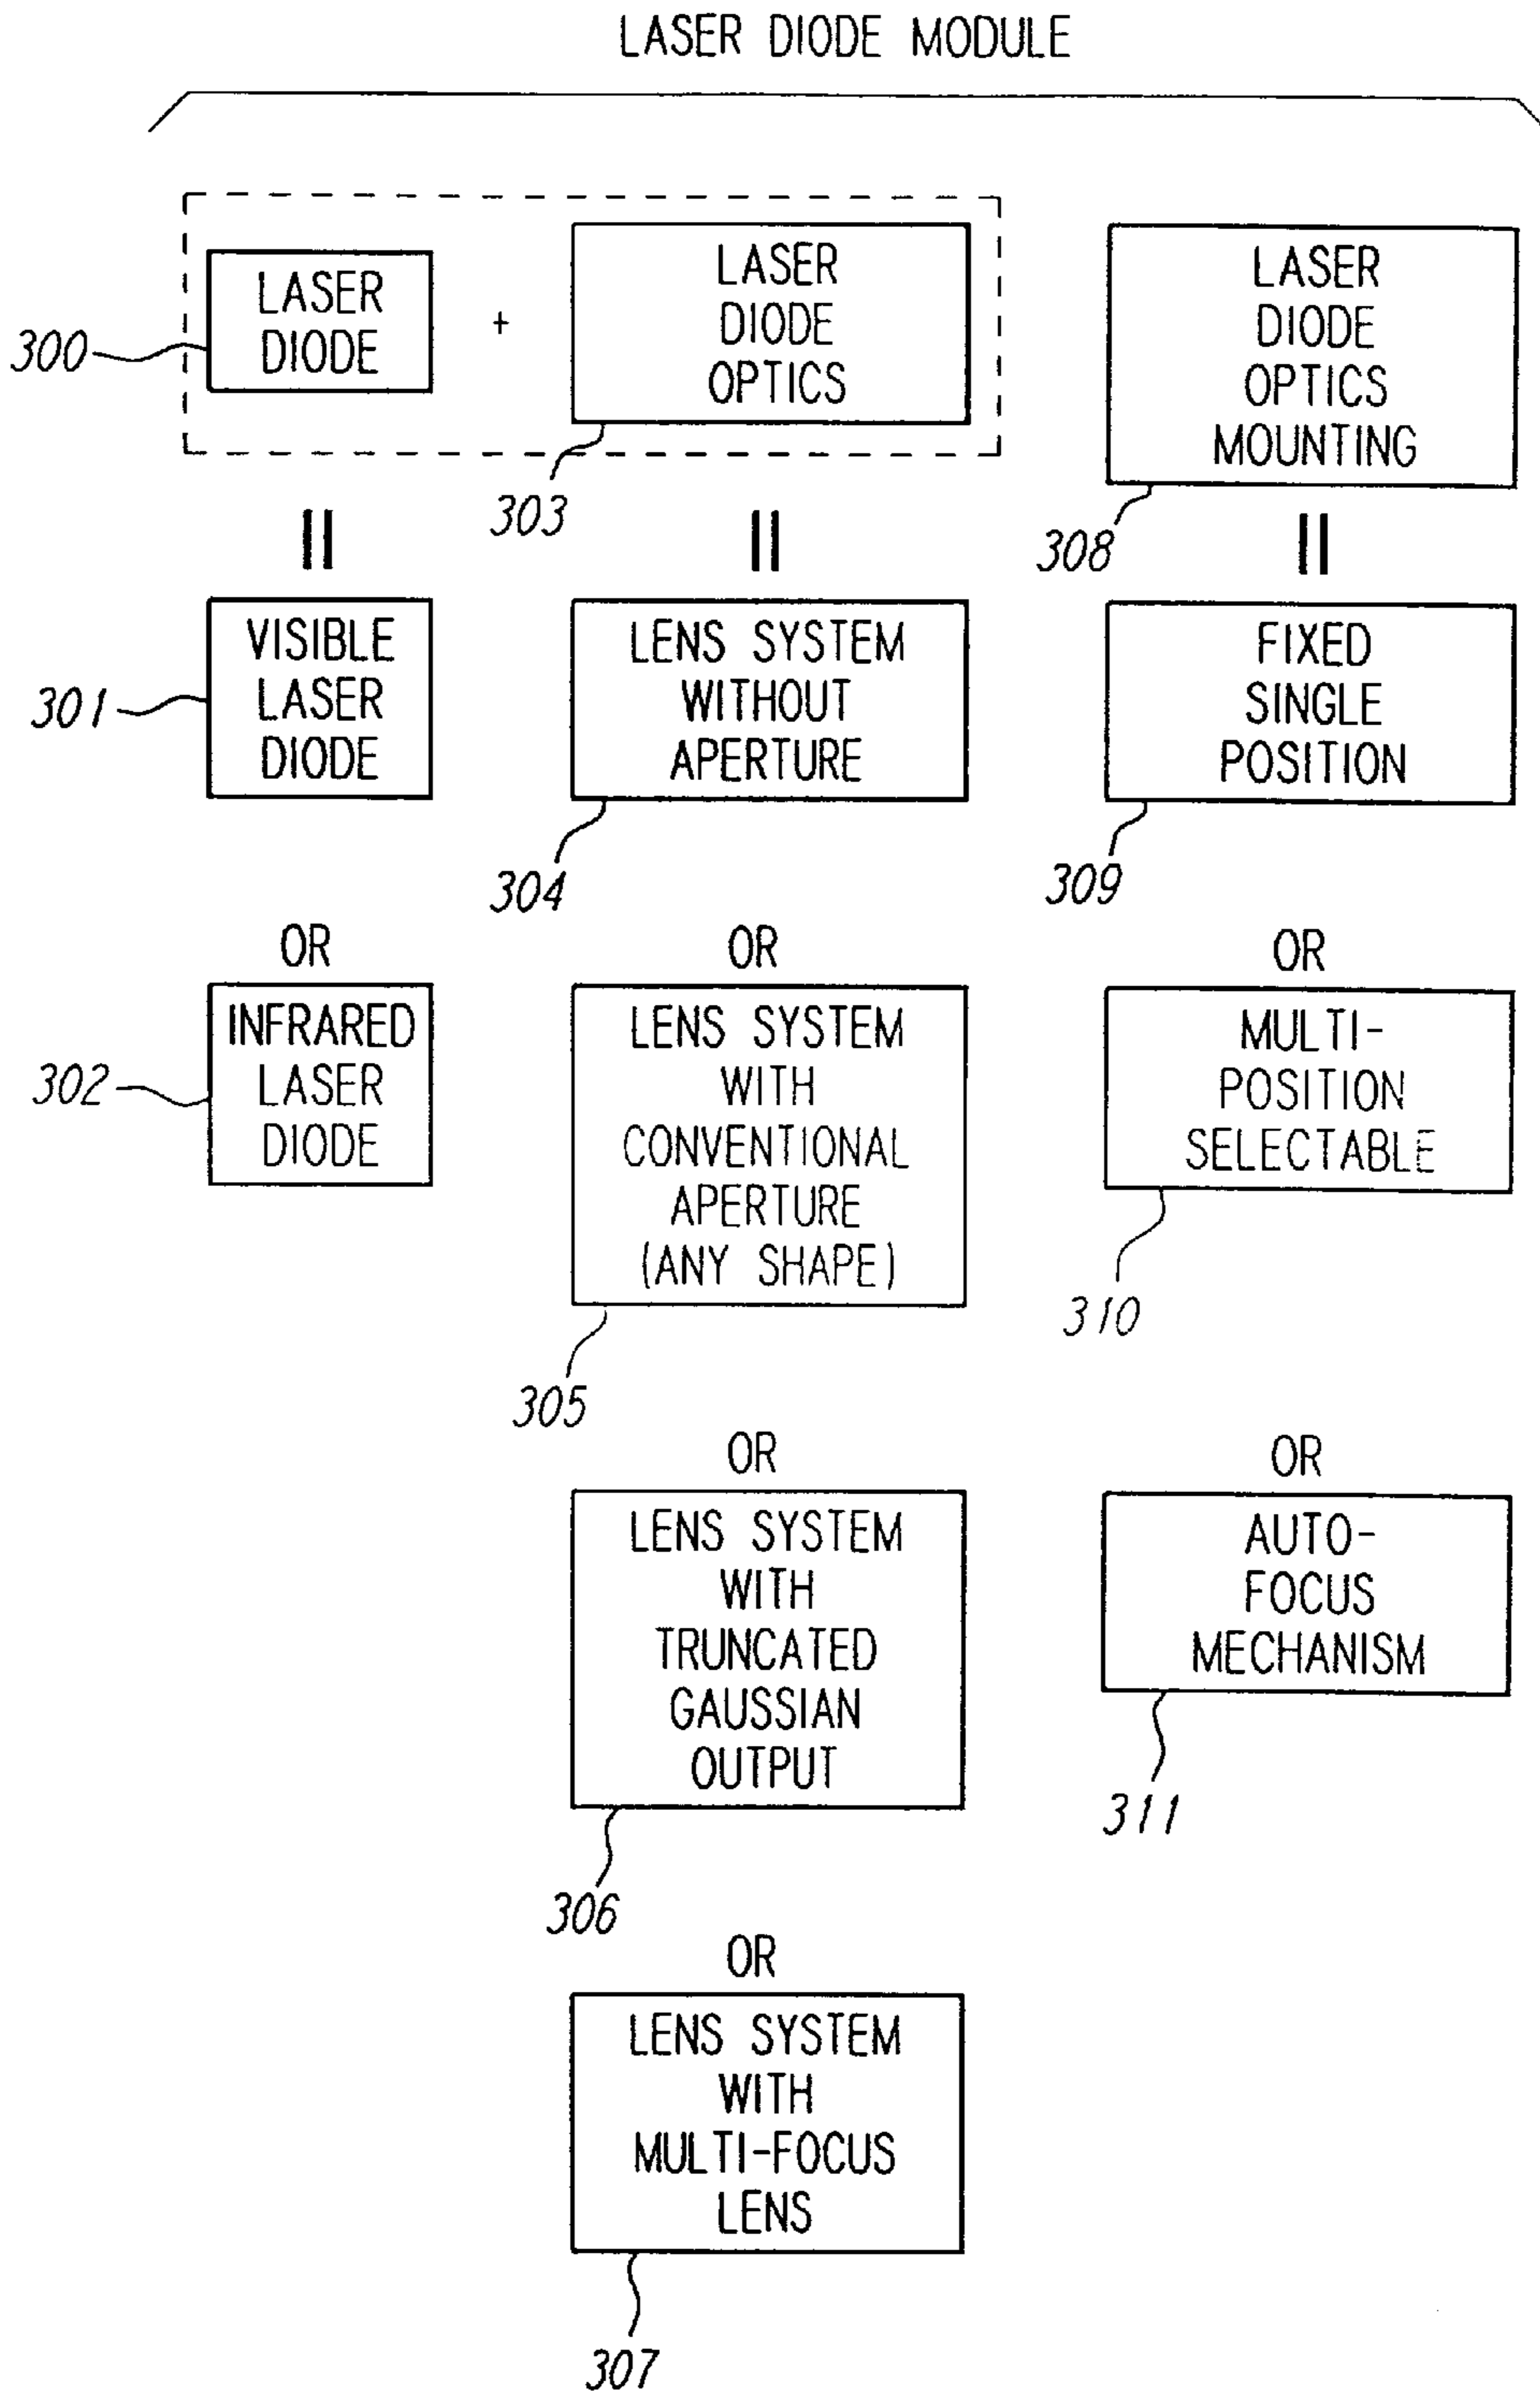 LASER DIODE MODULE
LASER
DIODE
300
+
LASER
DIODE
OPTICS
303
LASER
DIODE
OPTICS
MOUNTING
308
VISIBLE
LASER
DIODE
301
LENS SYSTEM
WITHOUT
APERTURE
304
FIXED
SINGLE
POSITION
309
OR
INFRARED
LASER
DIODE
302
OR
LENS SYSTEM
WITH
CONVENTIONAL
APERTURE
(ANY SHAPE)
305
OR
MULTI-
POSITION
SELECTABLE
310
OR
LENS SYSTEM
WITH
TRUNCATED
GAUSSIAN
OUTPUT
306
OR
AUTO-
FOCUS
MECHANISM
311
OR
LENS SYSTEM
WITH
MULTI-FOCUS
LENS
307